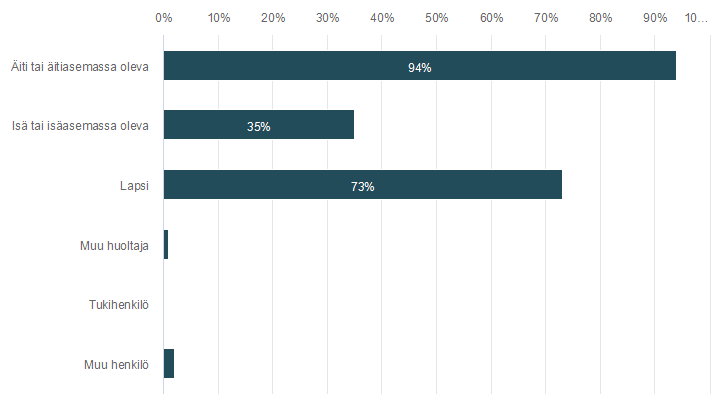 0% 10% 20% 30% 40% 50% 60% 70% 80% 90% 10...
Äiti tai äitiasemassa oleva 94%
Isä tai isäasemassa oleva 35%
Lapsi 73%
Muu huoltaja
Tukihenkilö
Muu henkilö